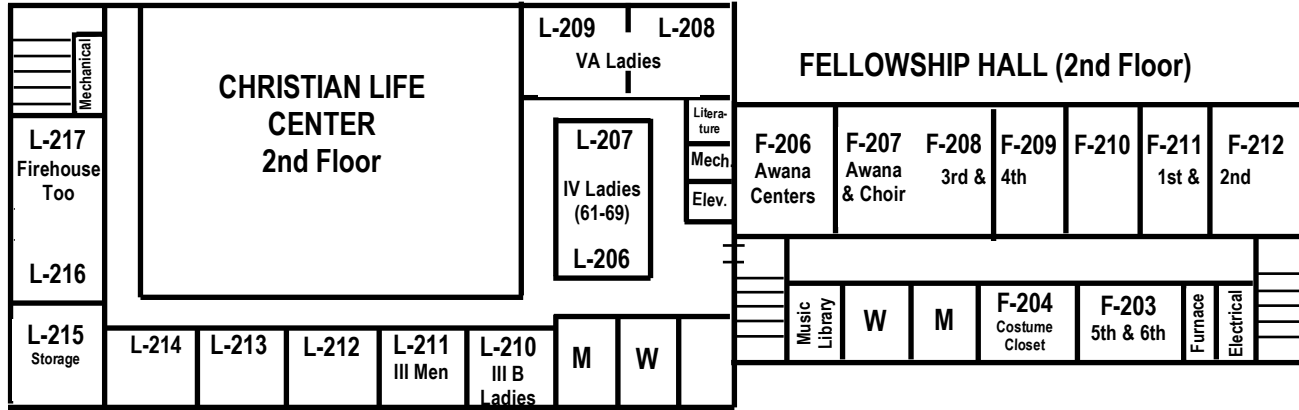 L-209 L-208
VA Ladies
Mechanical
CHRISTIAN LIFE
CENTER
2nd Floor
FELLOWSHIP HALL (2nd Floor)
L-217
Firehouse
Too
L-216
L-215
Storage
L-207
IV Ladies
(61-69)
L-206
Litera-
ture
Mech.
Elev.
F-206
Awana
Centers
F-207
Awana
& Choir
F-208
3rd &
F-209
4th
F-210
F-211
1st &
F-212
2nd
L-214
L-213
L-212
L-211
III Men
L-210
III B
Ladies
M
W
Music
Library
W
M
F-204
Costume
Closet
F-203
5th & 6th
Furnace
Electrical